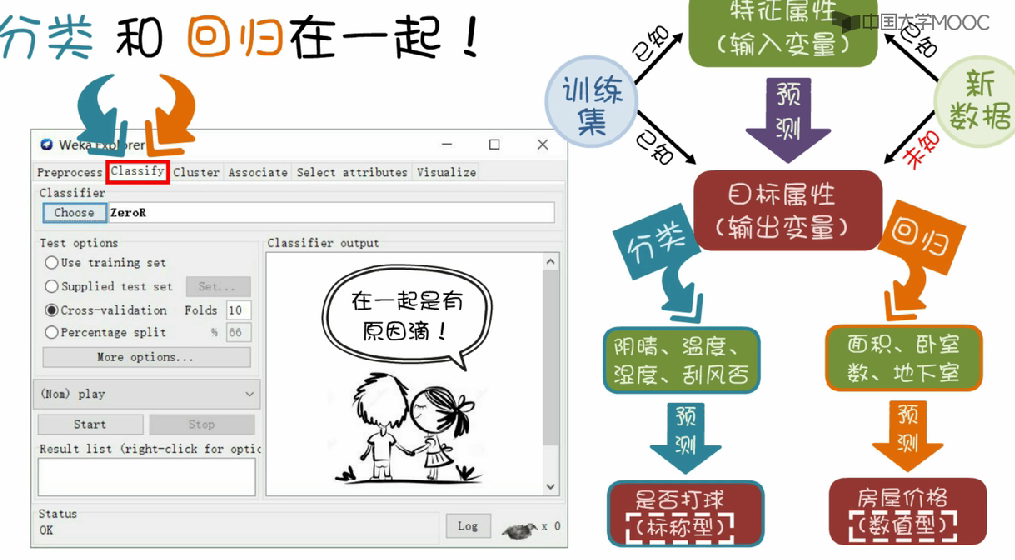 分类 和 回归在一起！
Weka Explorer
Preprocess Classify Cluster Associate Select attributes Visualize
Classifier
Choose ZeroR
Test options
Use training set
Supplied test set Set...
Cross-validation Folds 10
Percentage split % 66
More options...
(Nom) play
Start Stop
Result list (right-click for optio
Classifier output
在一起是有
原因滴！
Status
OK
Log x 0
中国大学MOOC
特征属性
（输入变量）
训练
集
新
数据
已知
已知
已知
未知
预
测
目标属性
（输出变量）
分类
回归
阴晴、温度、
湿度、刮风否
面积、卧室
数、地下室
预
测
预
测
是否打球
（标称型）
房屋价格
（数值型）